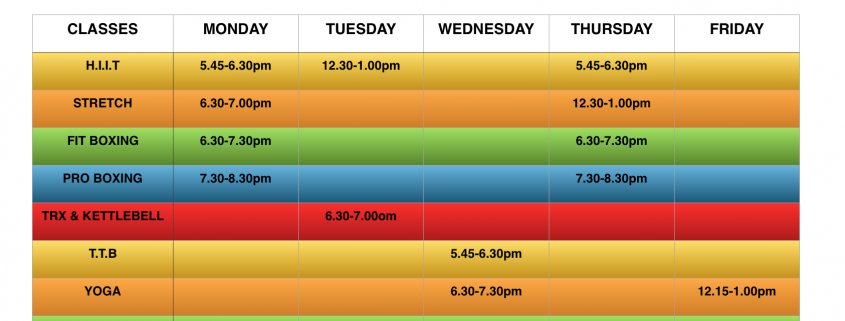 CLASSES MONDAY TUESDAY WEDNESDAY THURSDAY FRIDAY
H.I.I.T 5.45-6.30pm 12.30-1.00pm 5.45-6.30pm
STRETCH 6.30-7.00pm 12.30-1.00pm
FIT BOXING 6.30-7.30pm 6.30-7.30pm
PRO BOXING 7.30-8.30pm 7.30-8.30pm
TRX & KETTLEBELL 6.30-7.00om
T.T.B 5.45-6.30pm
YOGA 6.30-7.30pm 12.15-1.00pm